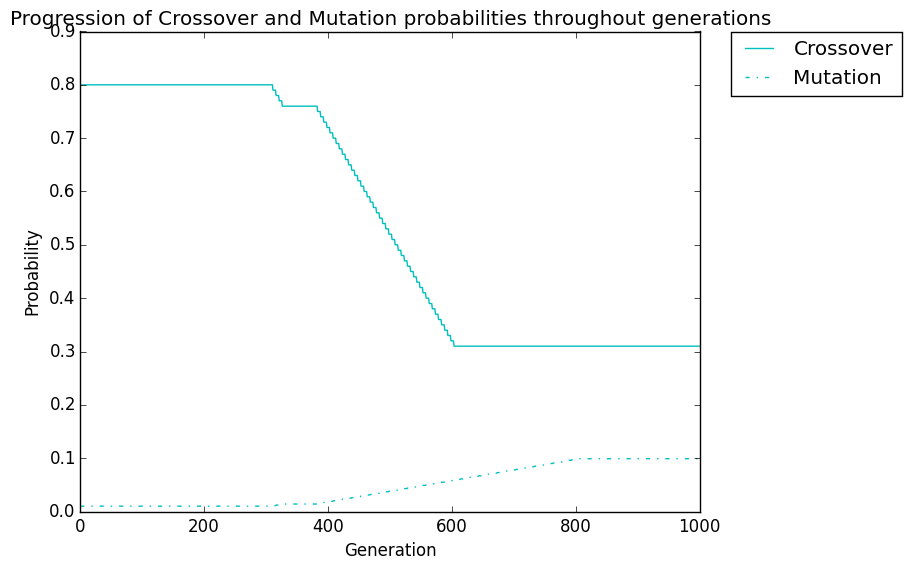 Progression of Crossover and Mutation probabilities throughout generations
0.9
0.8
0.7
0.6
0.5
0.4
0.3
0.2
0.1
0.0
Probability
0 200 400 600 800 1000
Generation
Crossover
Mutation